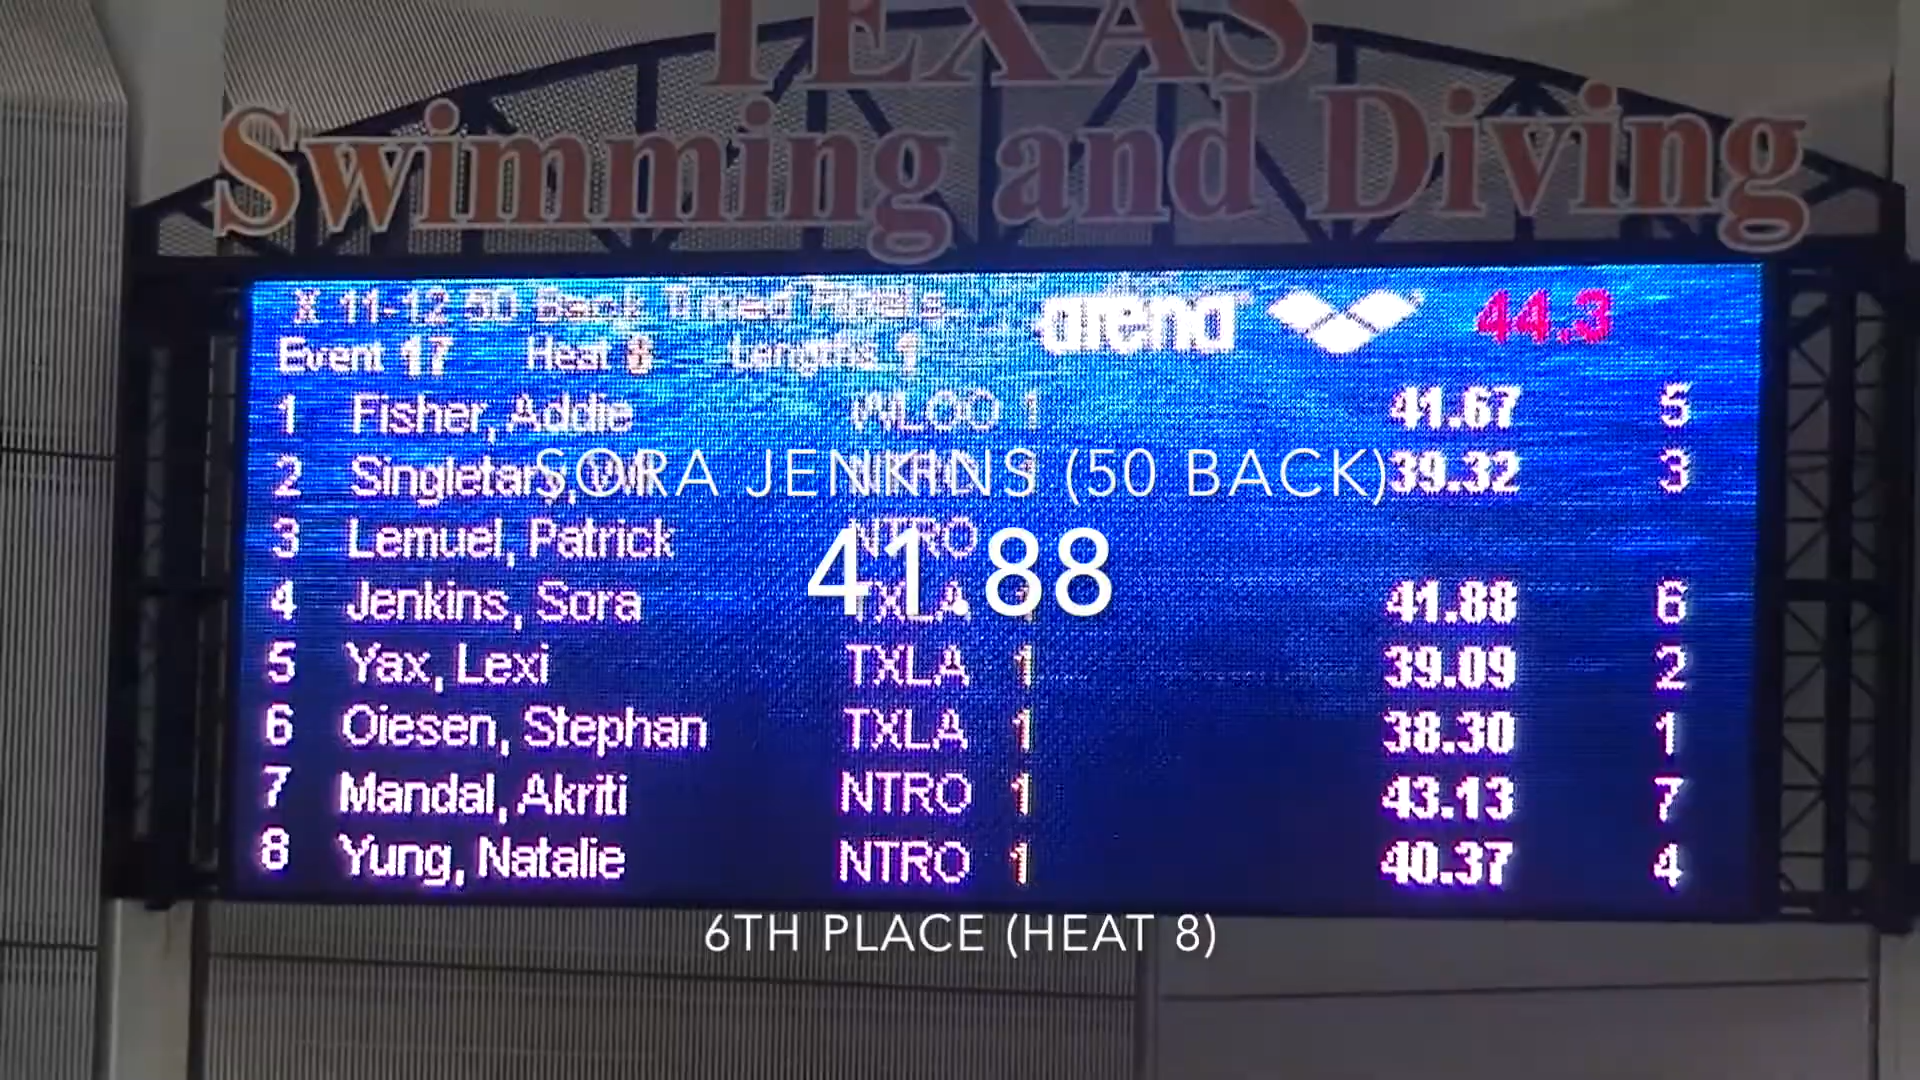 TEXAS
Swimming and Diving
X 11-12 50 Back Timed Finals
arena
44.3
Event 17 Heat 8 Lengths 1
1 Fisher, Addie WLOO 1 41.67 5
2 Singletary, 39.32 3
SORA JENKINS (50 BACK)
3 Lemuel, Patrick NTRO
41.88
4 Jenkins, Sora TXLA 1 41.88 6
5 Yax, Lexi TXLA 1 39.09 2
6 Oiesen, Stephan TXLA 1 38.30 1
7 Mandal, Akriti NTRO 1 43.13 7
8 Yung, Natalie NTRO 1 40.37 4
6TH PLACE (HEAT 8)